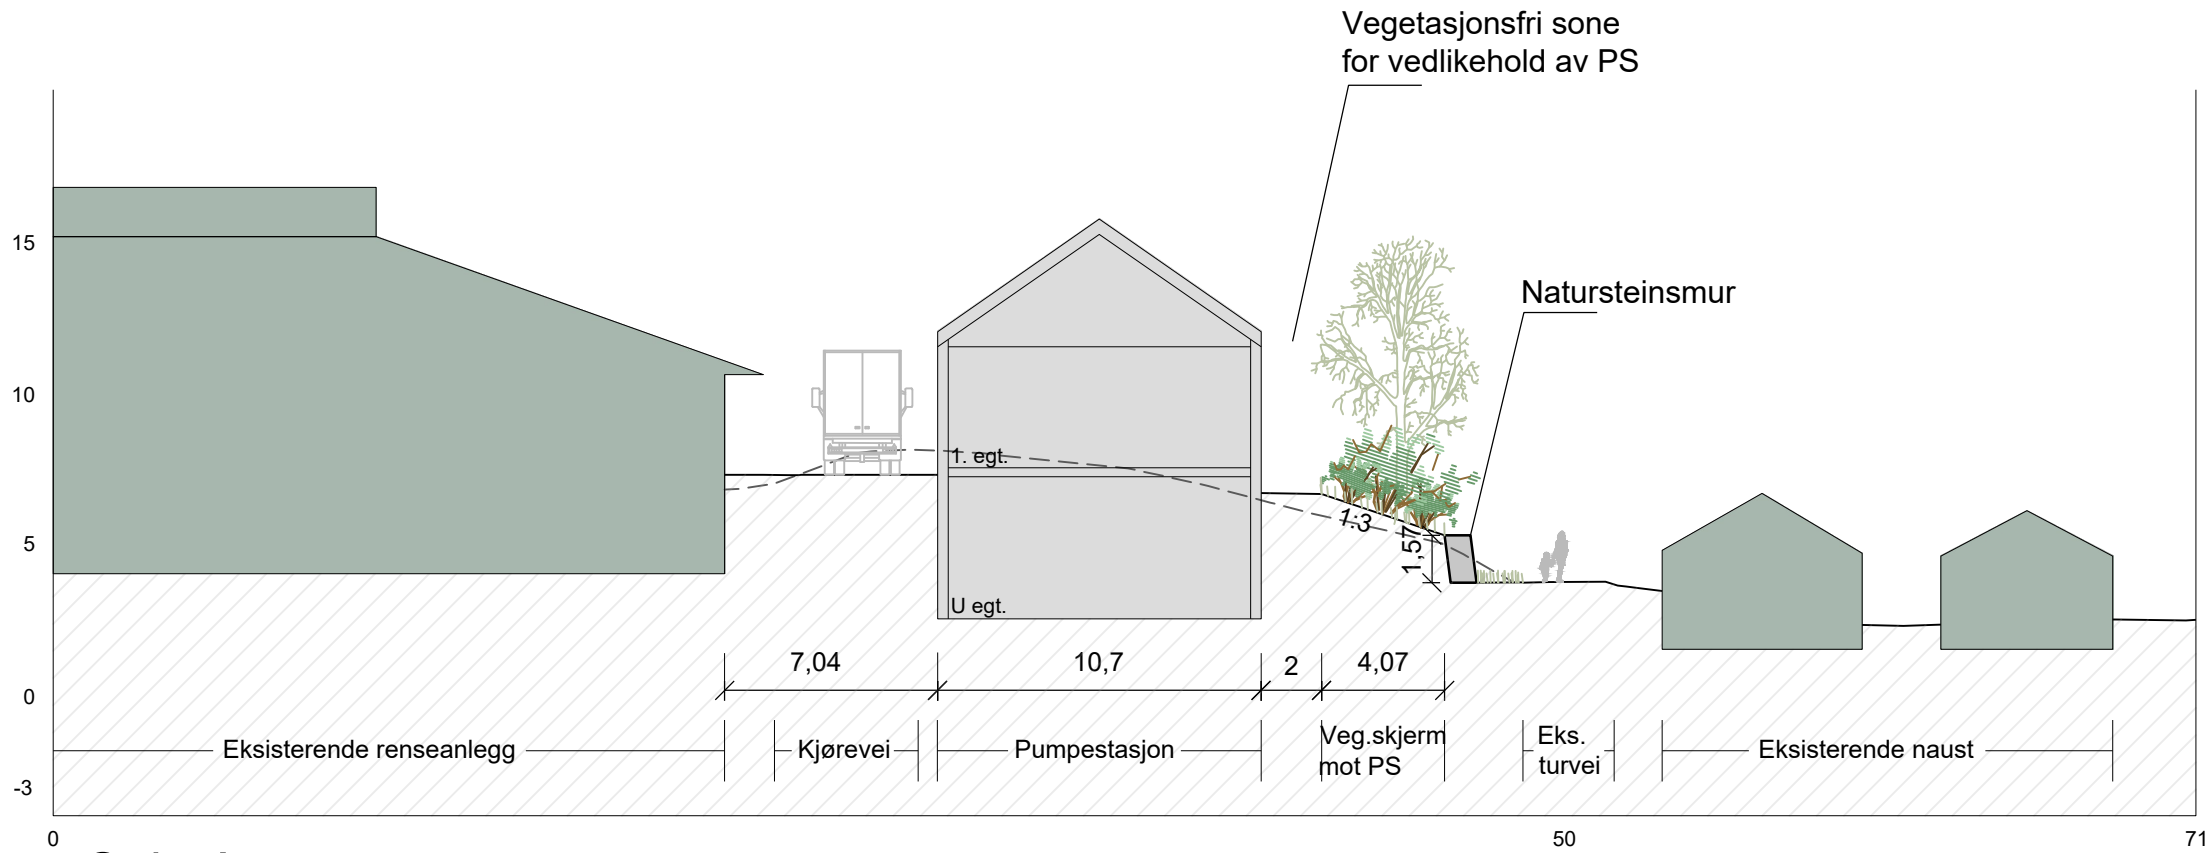 Vegetasjonsfri sone
for vedlikehold av PS
Natursteinsmur
15
10
5
0
-3
1. egt.
U egt.
1:3
1,57
7,04
10,7
2
4,07
Eksisterende renseanlegg
Kjørevei
Pumpestasjon
Veg.skjerm
mot PS
Eks.
turvei
Eksisterende naust
0
50
71